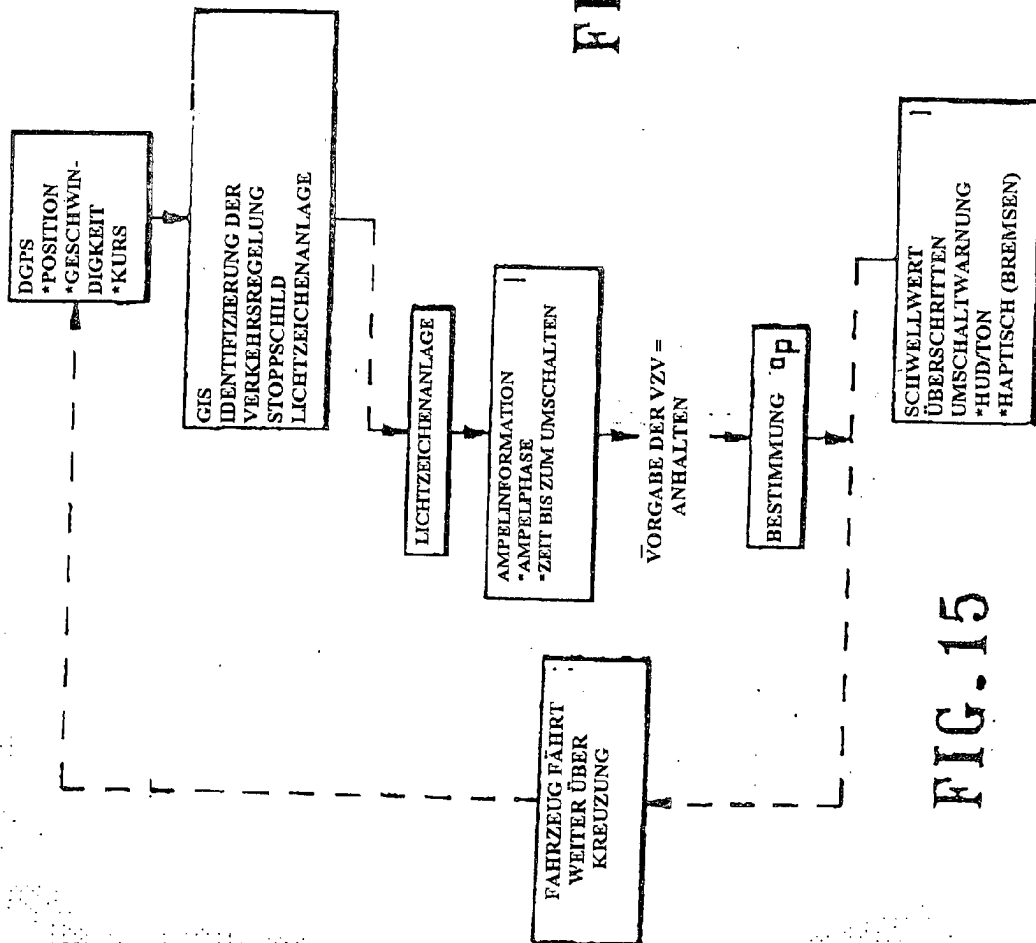 DGPS
*POSITION
*GESCHWIN-
DIGKEIT
*KURS
GIS
IDENTIFIZIERUNG DER
VERKEHRSREGELUNG
STOPPSCHILD
LICHTZEICHENANLAGE
LICHTZEICHENANLAGE
AMPELINFORMATION
*AMPELPHASE
*ZEIT BIS ZUM UMSCHALTEN
VORGABE DER VZV =
ANHALTEN
BESTIMMUNG ap
SCHWELLWERT
ÜBERSCHRITTEN
UMSCHALTWARNUNG
*HUD/TON
*HAPTISCH (BREMSEN)
FAHRZEUG FÄHRT
WEITER ÜBER
KREUZUNG
FIG. 15